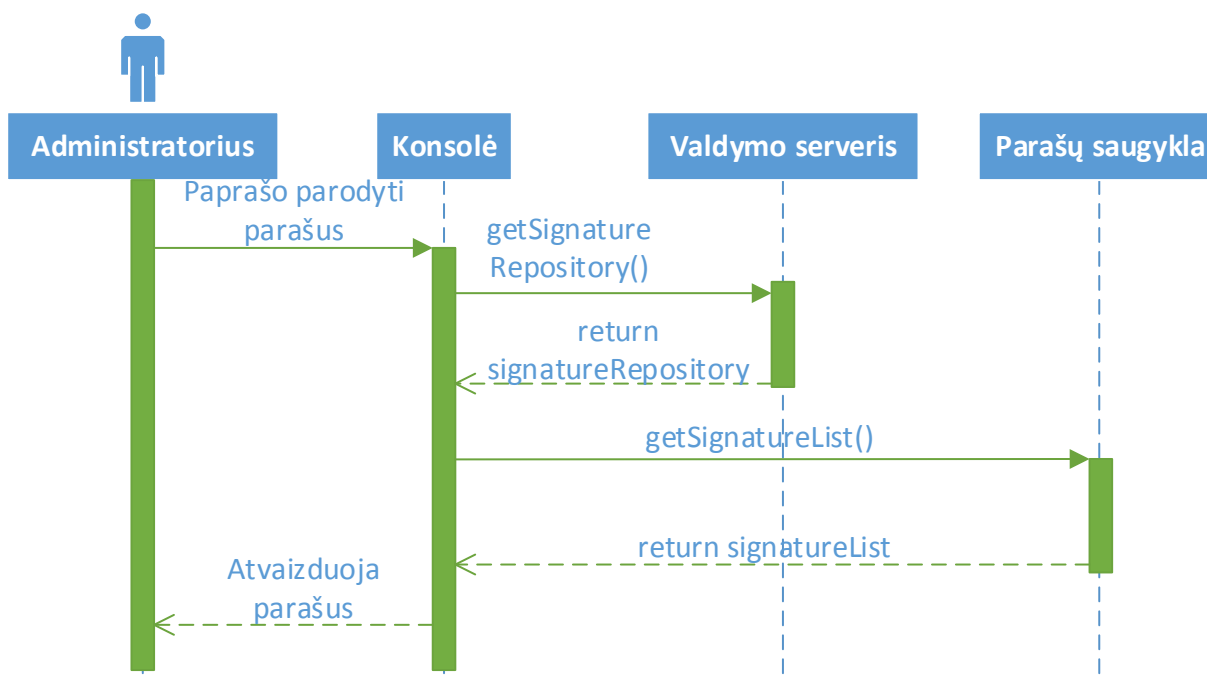 Administratorius
Konsolė
Valdymo serveris
Parašų saugykla
Paprašo parodyti
parašus
getSignature
Repository()
return
signatureRepository
getSignatureList()
return signatureList
Atvaizduoja
parašus